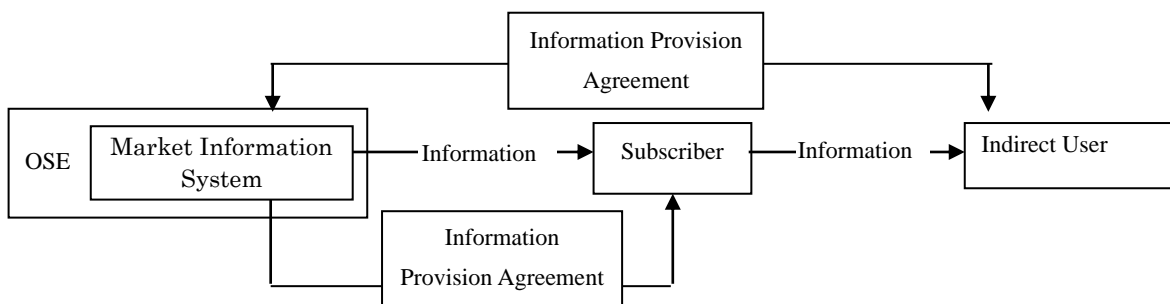 Information Provision
Agreement
OSE
Market Information
System
Information
Subscriber
Information
Indirect User
Information
Provision Agreement